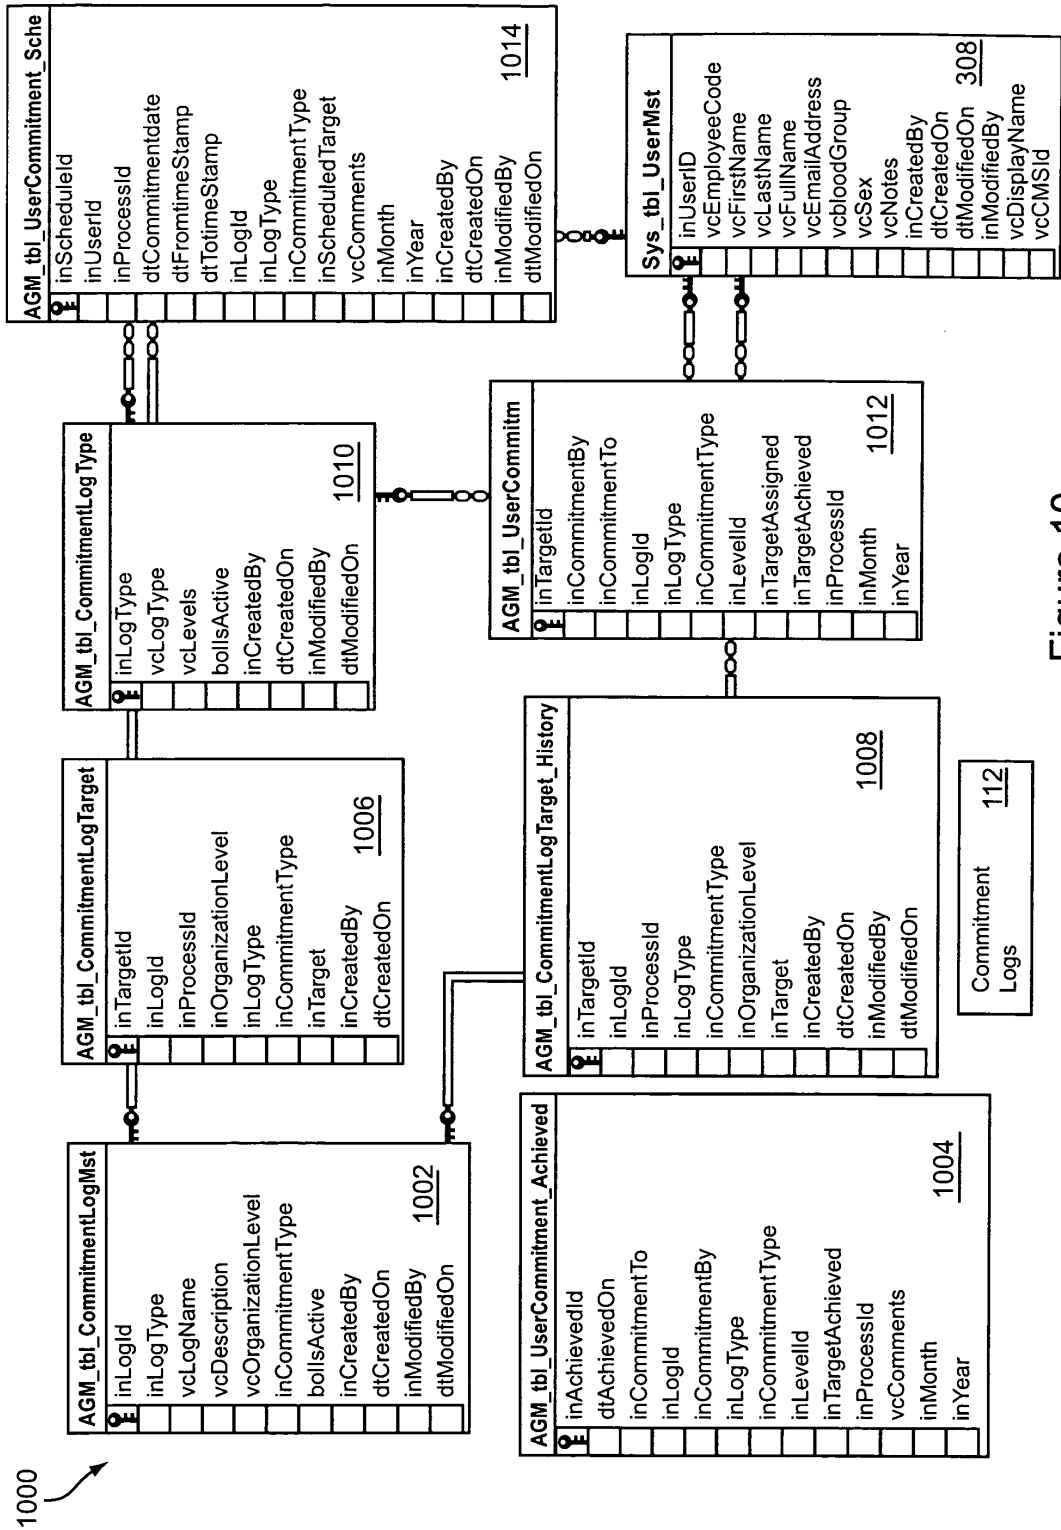 1000
AGM_tbl_CommitmentLogMst
inLogId
inLogType
vcLogName
vcDescription
vcOrganizationLevel
inCommitmentType
bolIsActive
inCreatedBy
dtCreatedOn
inModifiedBy
dtModifiedOn
1002
AGM_tbl_CommitmentLogTarget
inTargetId
inLogId
inProcessId
inOrganizationLevel
inLogType
inCommitmentType
inTarget
inCreatedBy
dtCreatedOn
1006
AGM_tbl_CommitmentLogType
inLogType
vcLogType
vcLevels
bolIsActive
inCreatedBy
dtCreatedOn
inModifiedBy
dtModifiedOn
1010
AGM_tbl_UserCommitment_Sche
inScheduleId
inUserId
inProcessId
dtCommitmentdate
dtFromtimeStamp
dtTotimeStamp
inLogId
inLogType
inCommitmentType
inScheduledTarget
vcComments
inMonth
inYear
inCreatedBy
dtCreatedOn
inModifiedBy
dtModifiedOn
1014
AGM_tbl_UserCommitment_Achieved
inAchievedId
dtAchievedOn
inCommitmentTo
inLogId
inCommitmentBy
inLogType
inCommitmentType
inLevelId
inTargetAchieved
inProcessId
vcComments
inMonth
inYear
1004
AGM_tbl_CommitmentLogTarget_History
inTargetId
inLogId
inProcessId
inLogType
inCommitmentType
inOrganizationLevel
inTarget
inCreatedBy
dtCreatedOn
inModifiedBy
dtModifiedOn
1008
AGM_tbl_UserCommitm
inTargetId
inCommitmentBy
inCommitmentTo
inLogId
inLogType
inCommitmentType
inLevelId
inTargetAssigned
inTargetAchieved
inProcessId
inMonth
inYear
1012
Sys_tbl_UserMst
inUserID
vcEmployeeCode
vcFirstName
vcLastName
vcFullName
vcEmailAddress
vcbloodGroup
vcSex
vcNotes
inCreatedBy
dtCreatedOn
dtModifiedOn
inModifiedBy
vcDisplayName
vcCMSId
308
Commitment
Logs
112
Figure 10